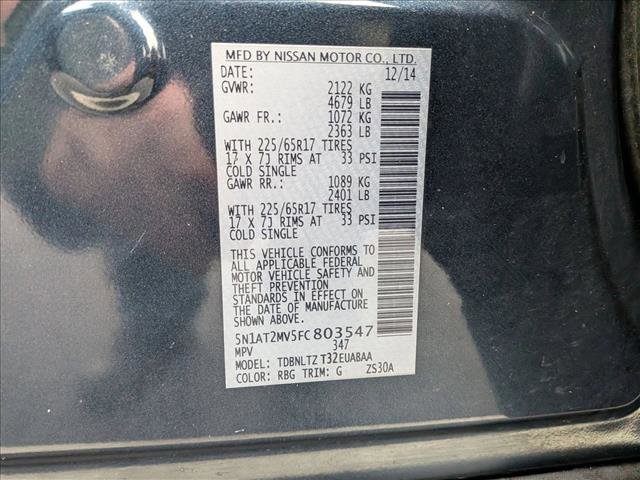 MFD BY NISSAN MOTOR CO., LTD.
DATE: 12/14
GVWR: 2122 KG
4679 LB
GAWR FR.: 1072 KG
2363 LB
WITH 225/65R17 TIRES
17 X 7J RIMS AT 33 PSI
COLD SINGLE
GAWR RR.: 1089 KG
2401 LB
WITH 225/65R17 TIRES
17 X 7J RIMS AT 33 PSI
COLD SINGLE
THIS VEHICLE CONFORMS TO
ALL APPLICABLE FEDERAL
MOTOR VEHICLE SAFETY AND
THEFT PREVENTION
STANDARDS IN EFFECT ON
THE DATE OF MANUFACTURE
SHOWN ABOVE.
5N1AT2MV5FC803547
MPV 347
MODEL: TDBNLTZ T32EUABAA
COLOR: RBG TRIM: G ZS30A